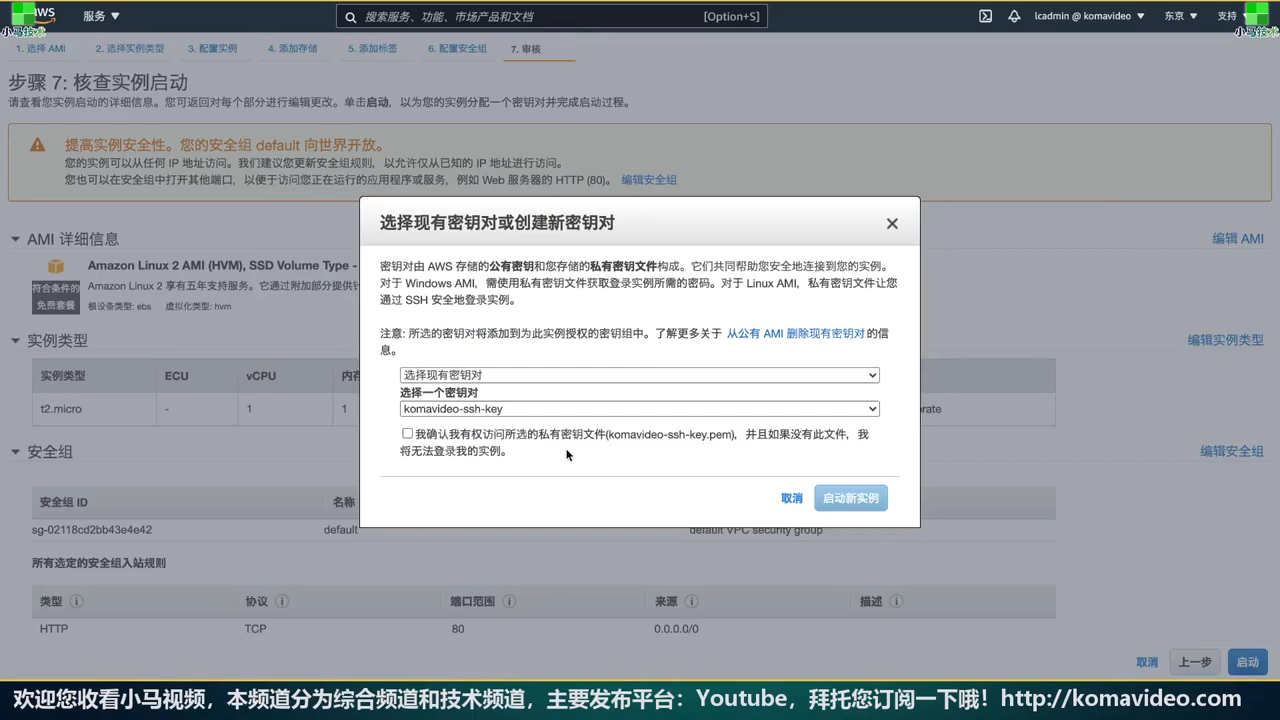 aws
小马技术
服务
搜索服务、功能、市场产品和文档
[Option+S]
lcadmin @ komavideo
东京
支持
小马技术
1. 选择 AMI
2. 选择实例类型
3. 配置实例
4. 添加存储
5. 添加标签
6. 配置安全组
7. 审核
步骤 7: 核查实例启动
请查看您实例启动的详细信息。您可返回对每个部分进行编辑更改。单击启动，以为您的实例分配一个密钥对并完成启动过程。
提高实例安全性。您的安全组 default 向世界开放。
您的实例可以从任何 IP 地址访问。我们建议您更新安全组规则，以允许仅从已知的 IP 地址进行访问。
您也可以在安全组中打开其他端口，以便于访问您正在运行的应用程序或服务，例如 Web 服务器的 HTTP (80)。 编辑安全组
选择现有密钥对或创建新密钥对
密钥对由 AWS 存储的公有密钥和您存储的私有密钥文件构成。它们共同帮助您安全地连接到您的实例。
对于 Windows AMI，需使用私有密钥文件获取登录实例所需的密码。对于 Linux AMI，私有密钥文件让您
通过 SSH 安全地登录实例。
注意: 所选的密钥对将添加到为此实例授权的密钥组中。了解更多关于 从公有 AMI 删除现有密钥对 的信
息。
选择现有密钥对
选择一个密钥对
komavideo-ssh-key
我确认我有权访问所选的私有密钥文件(komavideo-ssh-key.pem)，并且如果没有此文件，我
将无法登录我的实例。
取消
启动新实例
AMI 详细信息
编辑 AMI
Amazon Linux 2 AMI (HVM), SSD Volume Type -
符合条件的
免费套餐
Amazon Linux 2 享有五年支持服务。它通过附加部分提供
根设备类型: ebs 虚拟化类型: hvm
实例类型
编辑实例类型
实例类型
ECU
vCPU
内存
t2.micro
-
1
1
erate
安全组
编辑安全组
安全组 ID
名称
sg-02118cd2bb43e4e42
default
default VPC security group
所有选定的安全组入站规则
类型
协议
端口范围
来源
描述
HTTP
TCP
80
0.0.0.0/0
取消
上一步
启动
欢迎您收看小马视频，本频道分为综合频道和技术频道，主要发布平台：Youtube，拜托您订阅一下哦！http://komavideo.com